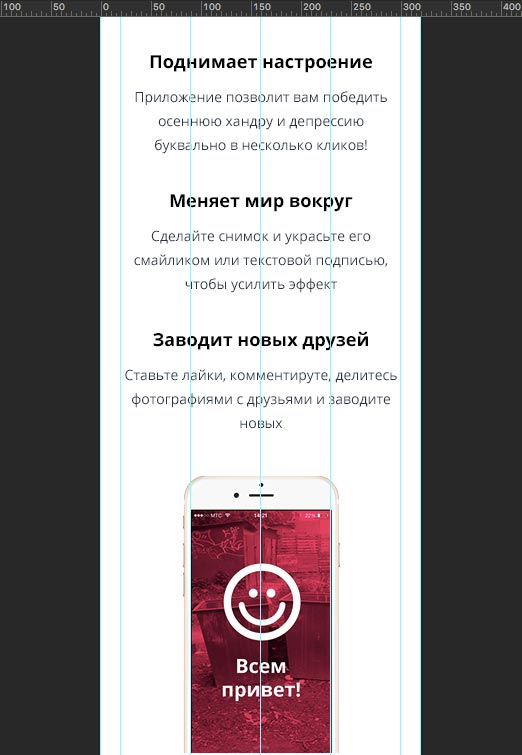 100 50 0 50 100 150 200 250 300 350 400
Поднимает настроение
Приложение позволит вам победить
осеннюю хандру и депрессию
буквально в несколько кликов!
Меняет мир вокруг
Сделайте снимок и украсьте его
смайликом или текстовой подписью,
чтобы усилить эффект
Заводит новых друзей
Ставьте лайки, комментируте, делитесь
фотографиями с друзьями и заводите
новых
МТС 14:21 22%
Всем
привет!